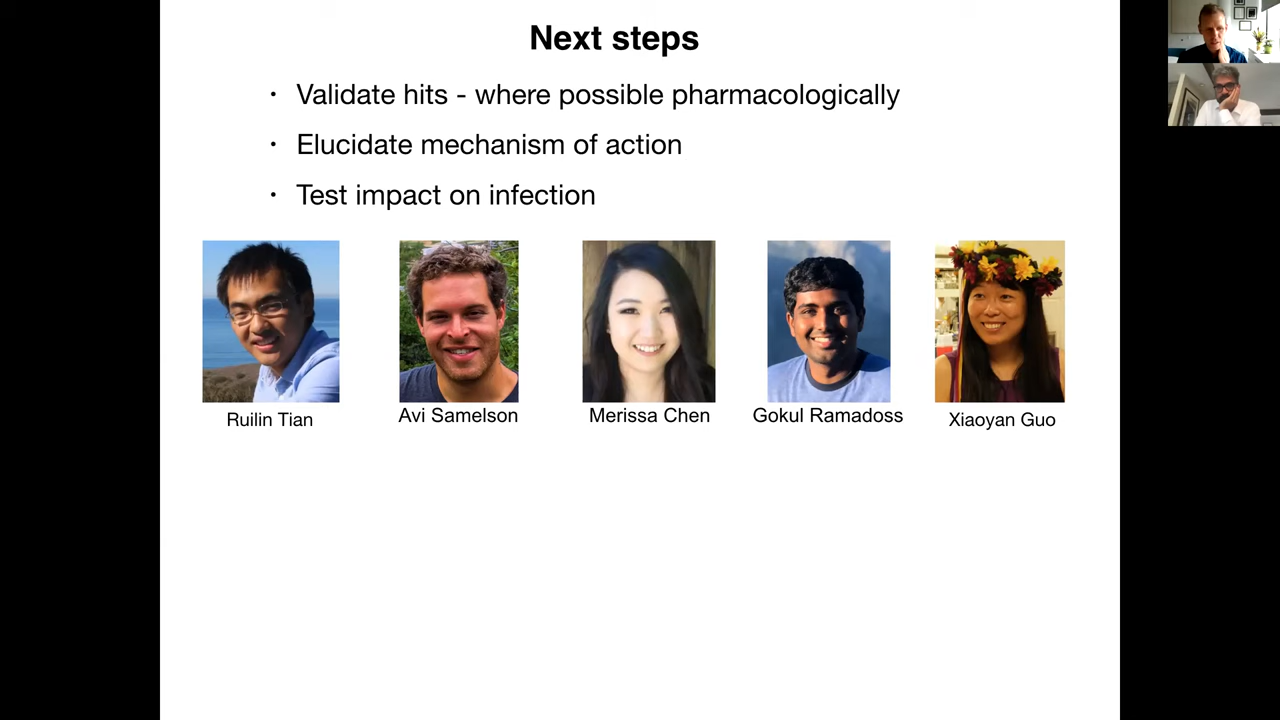 Next steps
• Validate hits - where possible pharmacologically
• Elucidate mechanism of action
• Test impact on infection
Ruilin Tian
Avi Samelson
Merissa Chen
Gokul Ramadoss
Xiaoyan Guo